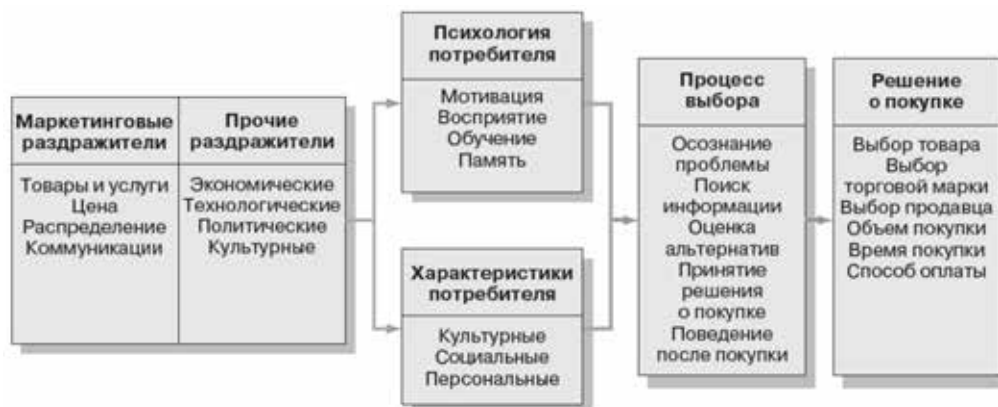 Маркетинговые
раздражители
Товары и услуги
Цена
Распределение
Коммуникации
Прочие
раздражители
Экономические
Технологические
Политические
Культурные
Психология
потребителя
Мотивация
Восприятие
Обучение
Память
Характеристики
потребителя
Культурные
Социальные
Персональные
Процесс
выбора
Осознание
проблемы
Поиск
информации
Оценка
альтернатив
Принятие
решения
о покупке
Поведение
после покупки
Решение
о покупке
Выбор товара
Выбор
торговой марки
Выбор продавца
Объем покупки
Время покупки
Способ оплаты